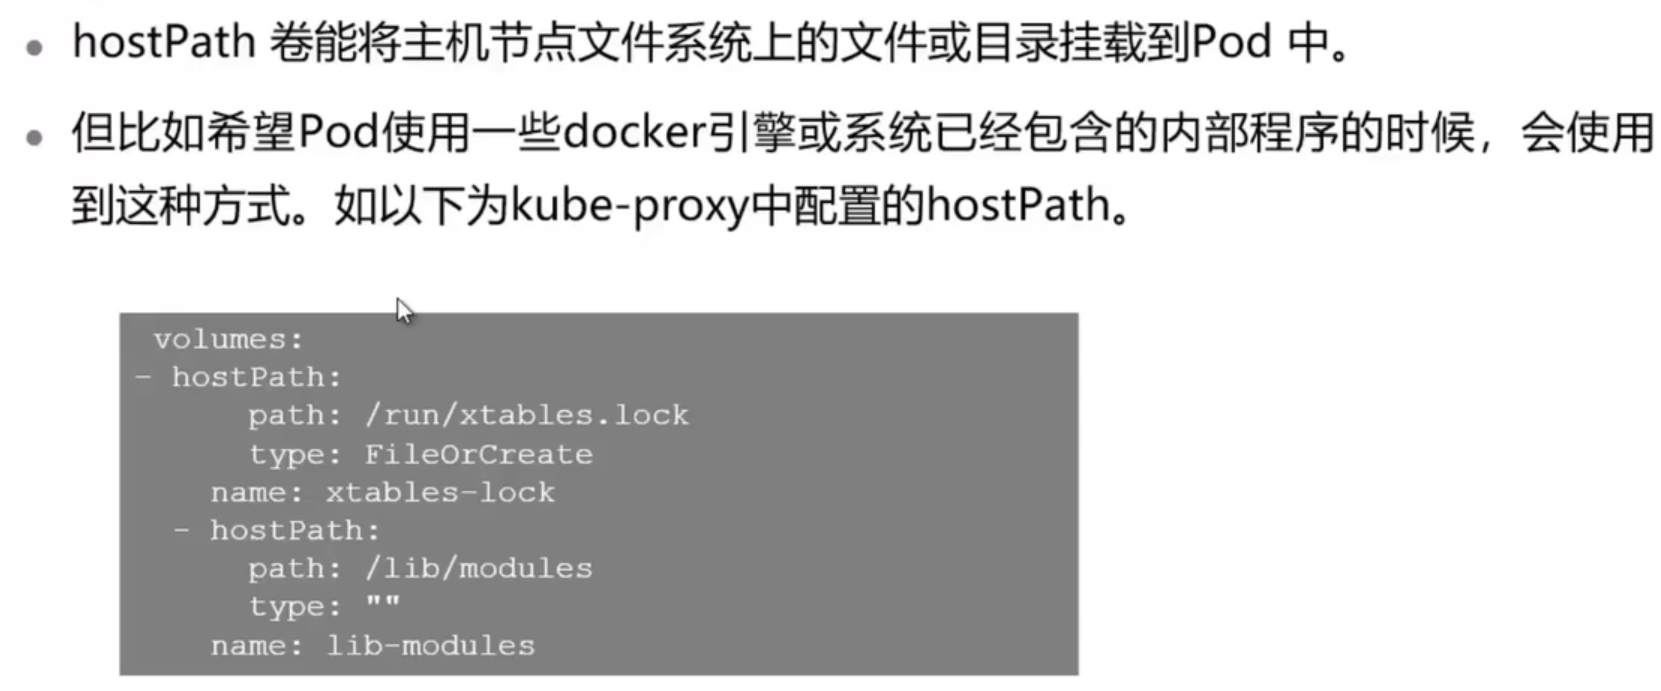 • hostPath 卷能将主机节点文件系统上的文件或目录挂载到Pod 中。
• 但比如希望Pod使用一些docker引擎或系统已经包含的内部程序的时候，会使用
到这种方式。如以下为kube-proxy中配置的hostPath。
volumes:
- hostPath:
path: /run/xtables.lock
type: FileOrCreate
name: xtables-lock
- hostPath:
path: /lib/modules
type: ""
name: lib-modules